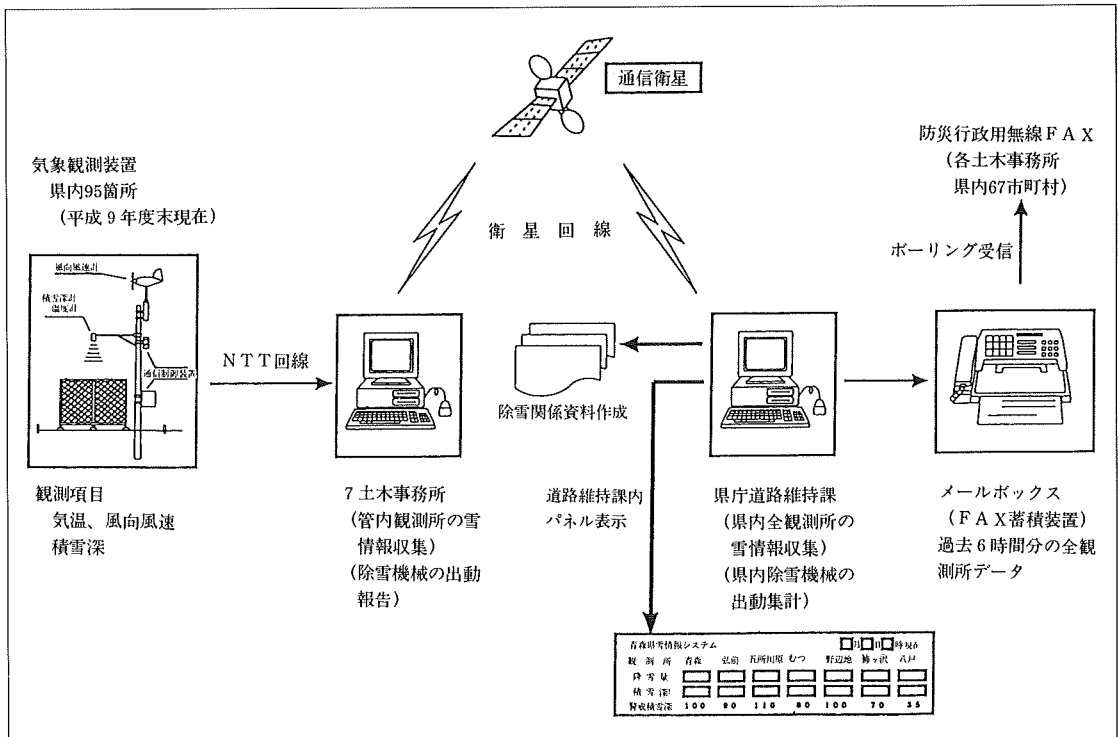 通信衛星
防災行政用無線FAX
(各土木事務所
県内67市町村)
気象観測装置
県内95箇所
(平成9年度末現在)
衛星回線
ボーリング受信
風向風速計
積雪深計
温度計
通信制御装置
NTT回線
除雪関係資料作成
観測項目
気温、風向風速
積雪深
7土木事務所
(管内観測所の雪
情報収集)
(除雪機械の出動
報告)
道路維持課内
パネル表示
県庁道路維持課
(県内全観測所の
雪情報収集)
(県内除雪機械の
出動集計)
メールボックス
(FAX蓄積装置)
過去6時間分の全観
測所データ
青森県雪情報システム 月 日 時現在
観測所 青森 弘前 五所川原 むつ 野辺地 鰺ヶ沢 八戸
降雪量
積雪深
警戒積雪深 100 90 110 80 100 70 35